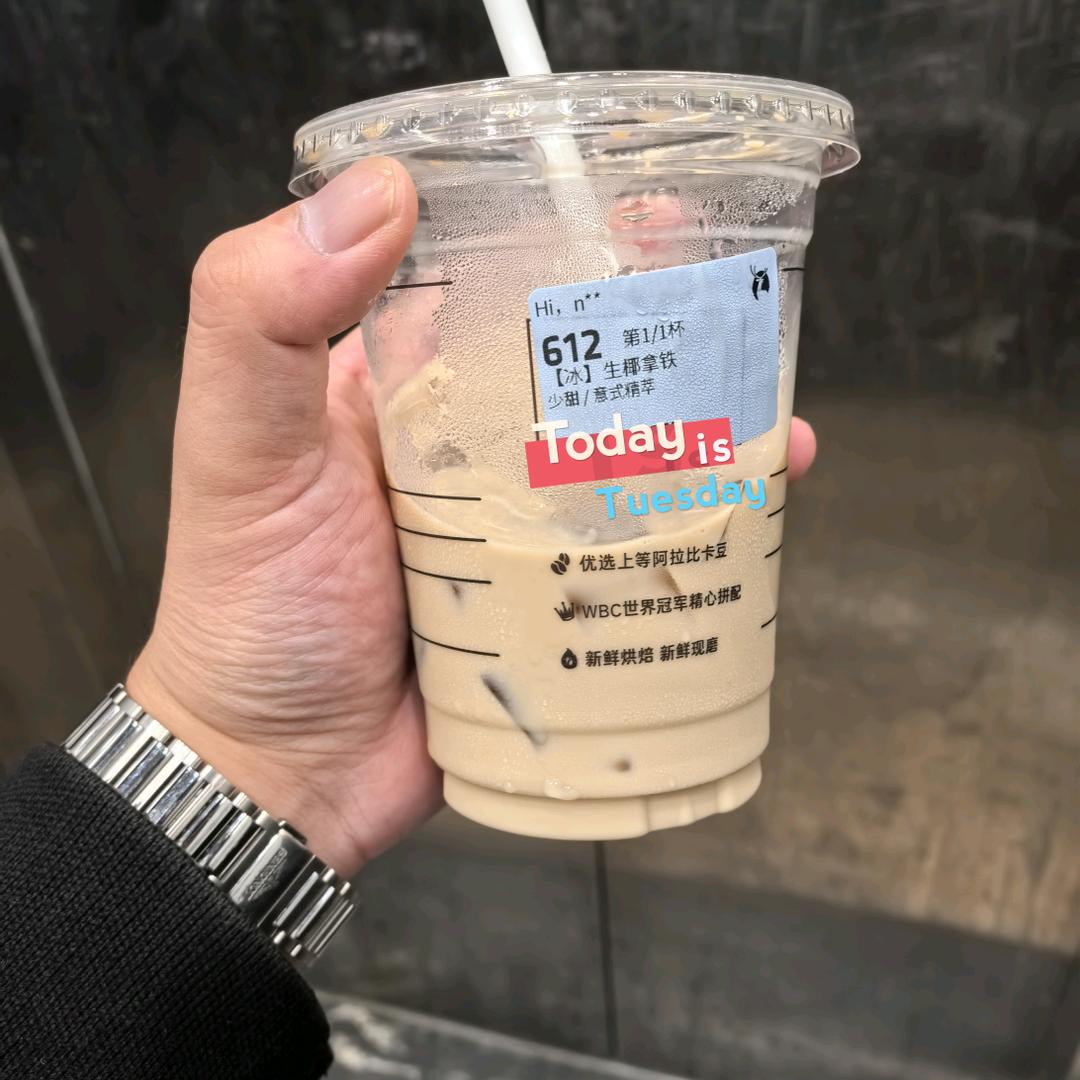 Hi，n**
612 第1/1杯
【冰】生椰拿铁
少甜/意式精萃
Today is
Tuesday
优选上等阿拉比卡豆
WBC世界冠军精心拼配
新鲜烘焙 新鲜现磨